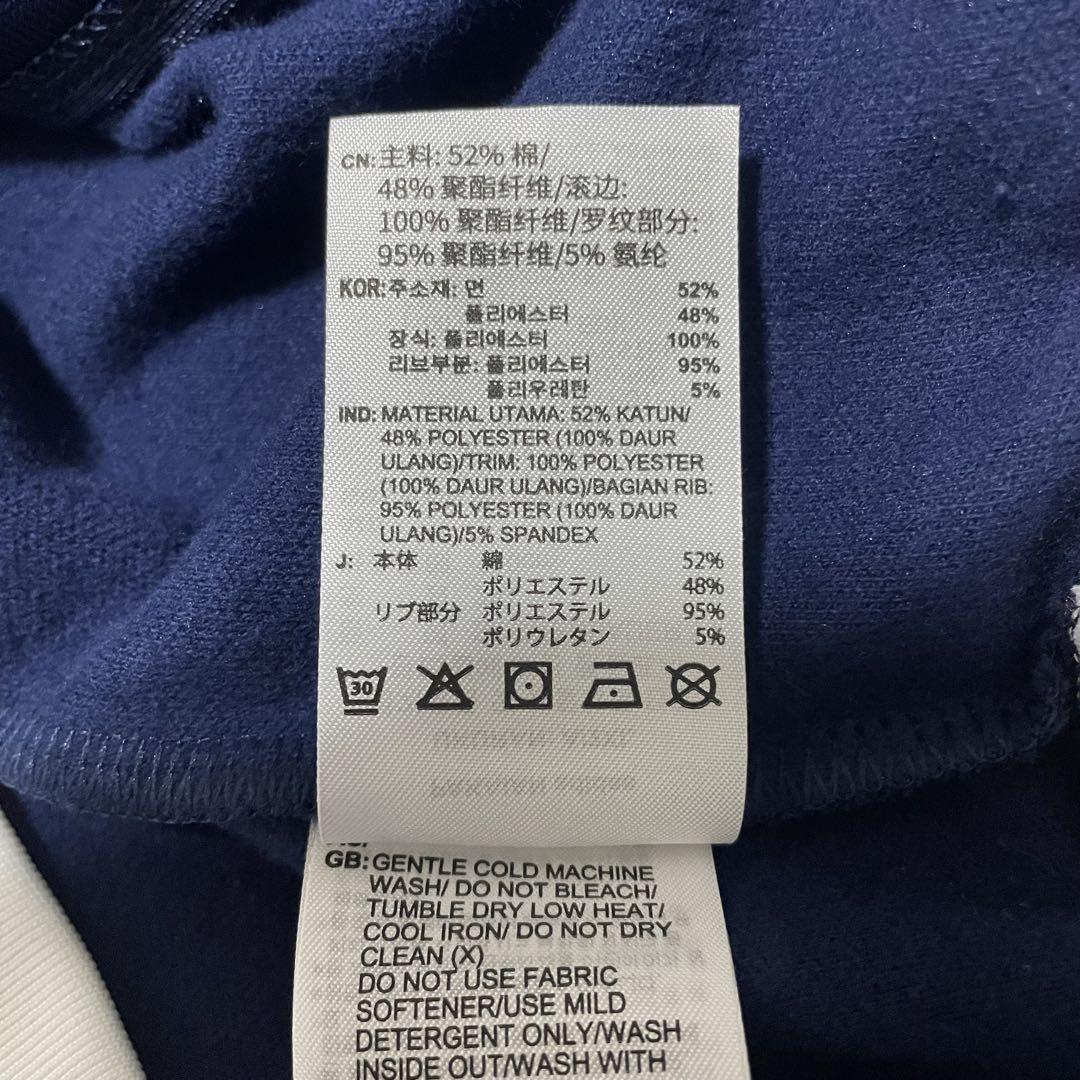 CN: 主料: 52% 棉/
48% 聚酯纤维/滚边:
100% 聚酯纤维/罗纹部分:
95% 聚酯纤维/5% 氨纶
KOR: 주소재: 면 52%
폴리에스터 48%
장식: 폴리에스터 100%
리브부분: 폴리에스터 95%
폴리우레탄 5%
IND: MATERIAL UTAMA: 52% KATUN/
48% POLYESTER (100% DAUR
ULANG)/TRIM: 100% POLYESTER
(100% DAUR ULANG)/BAGIAN RIB:
95% POLYESTER (100% DAUR
ULANG)/5% SPANDEX
J: 本体 綿 52%
ポリエステル 48%
リブ部分 ポリエステル 95%
ポリウレタン 5%
30
GB: GENTLE COLD MACHINE
WASH/ DO NOT BLEACH/
TUMBLE DRY LOW HEAT/
COOL IRON/ DO NOT DRY
CLEAN (X)
DO NOT USE FABRIC
SOFTENER/USE MILD
DETERGENT ONLY/WASH
INSIDE OUT/WASH WITH